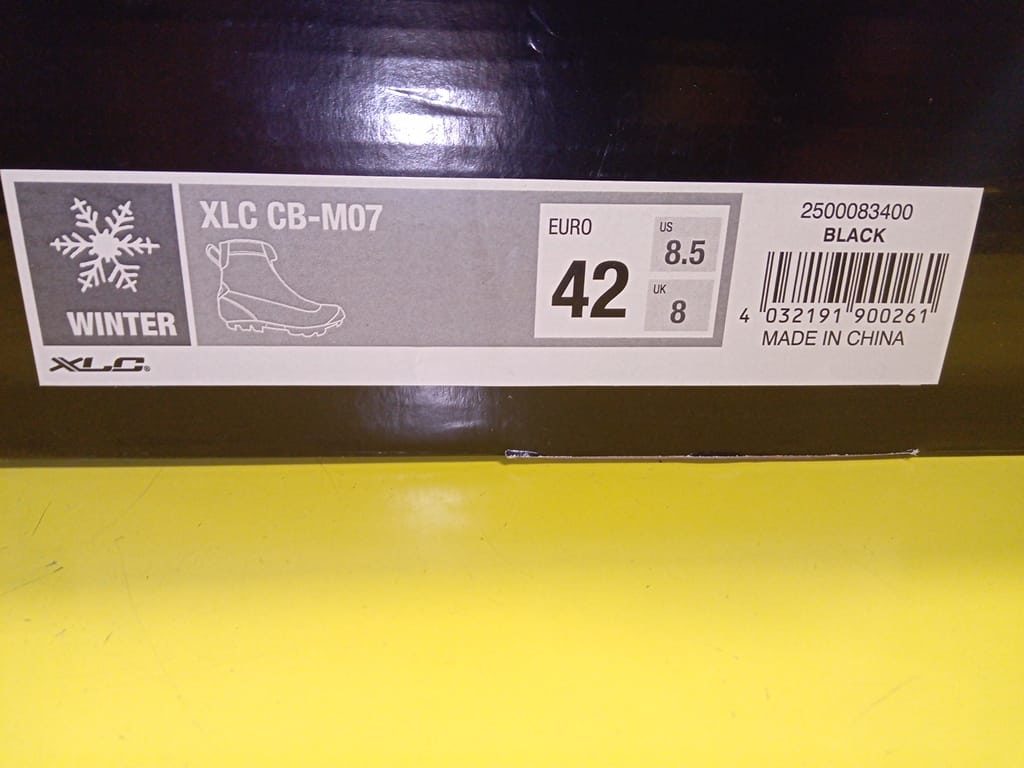 WINTER
XLC®
XLC CB-M07
EURO
42
US
8.5
UK
8
2500083400
BLACK
4 032191 900261
MADE IN CHINA